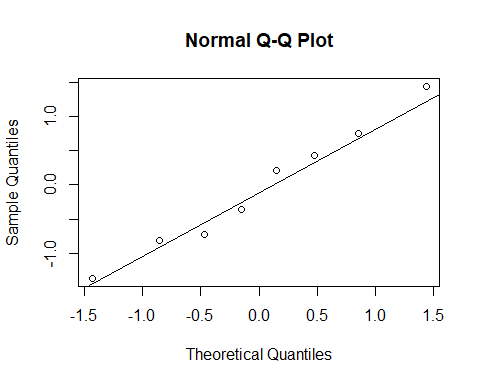 Normal Q-Q Plot
Sample Quantiles
1.0
0.0
-1.0
-1.5 -1.0 -0.5 0.0 0.5 1.0 1.5
Theoretical Quantiles